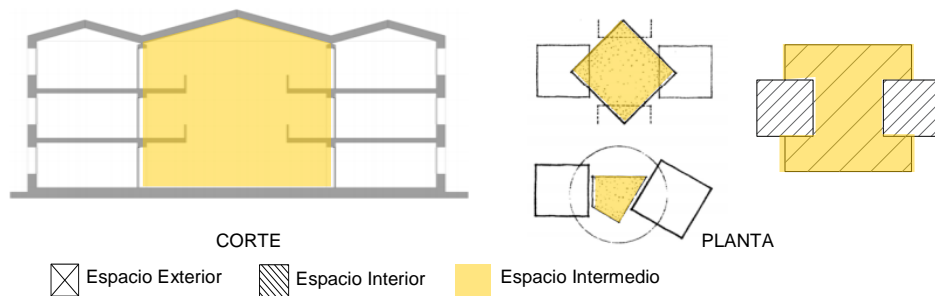 CORTE
PLANTA
Espacio Exterior
Espacio Interior
Espacio Intermedio